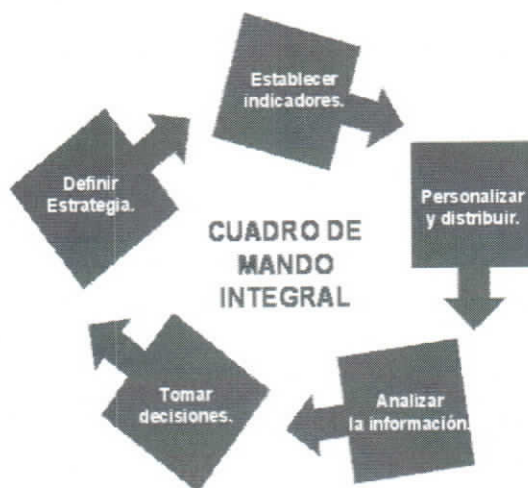 Establecer
indicadores.
Personalizar
y distribuir.
Analizar
la información.
Tomar
decisiones.
Definir
Estrategia.
CUADRO DE
MANDO
INTEGRAL